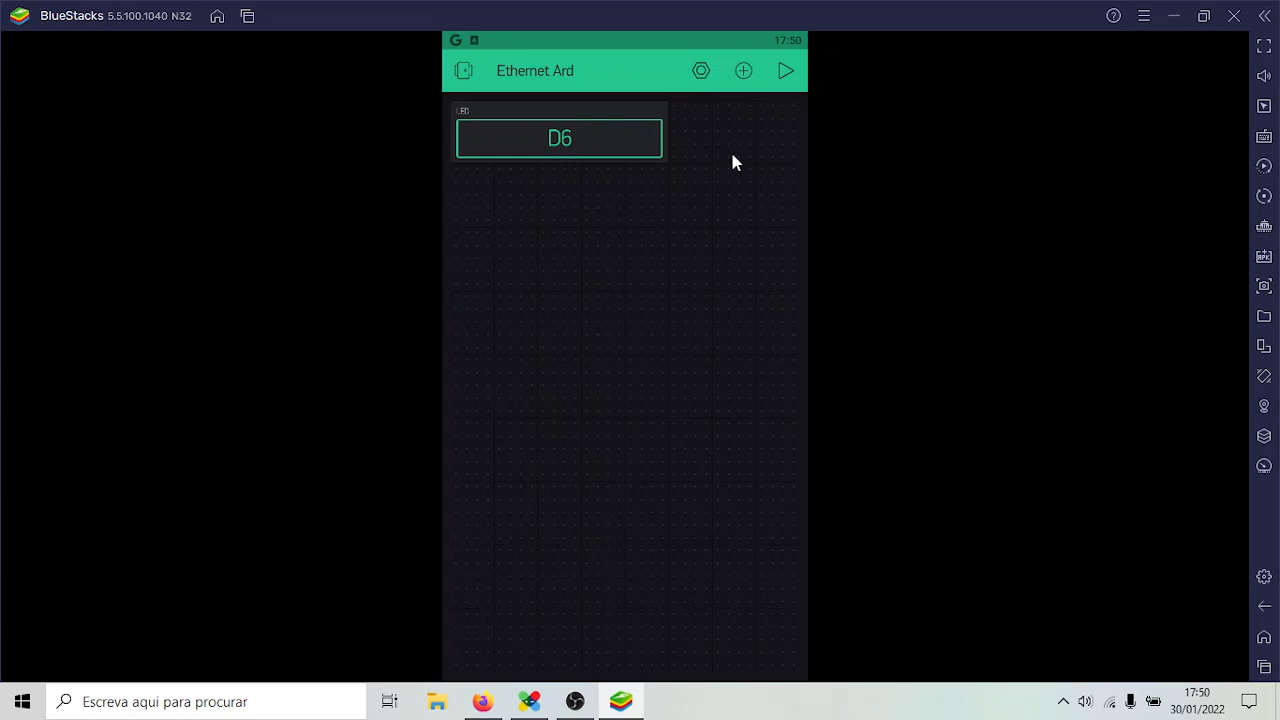 BlueStacks 5.5.100.1040 N32
17:50
Ethernet Ard
LED
D6
Escreva aqui para procurar
17:50
30/01/2022